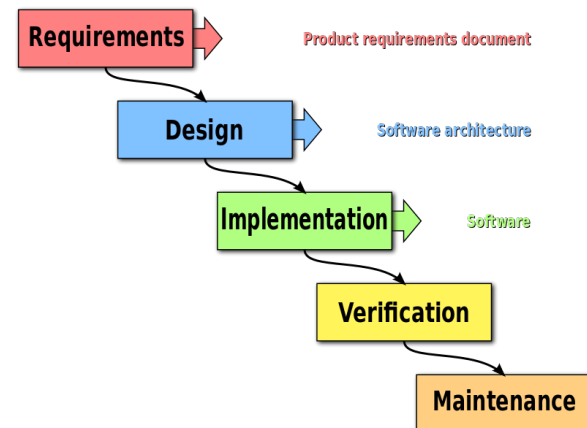 Requirements
Product requirements document
Design
Software architecture
Implementation
Software
Verification
Maintenance